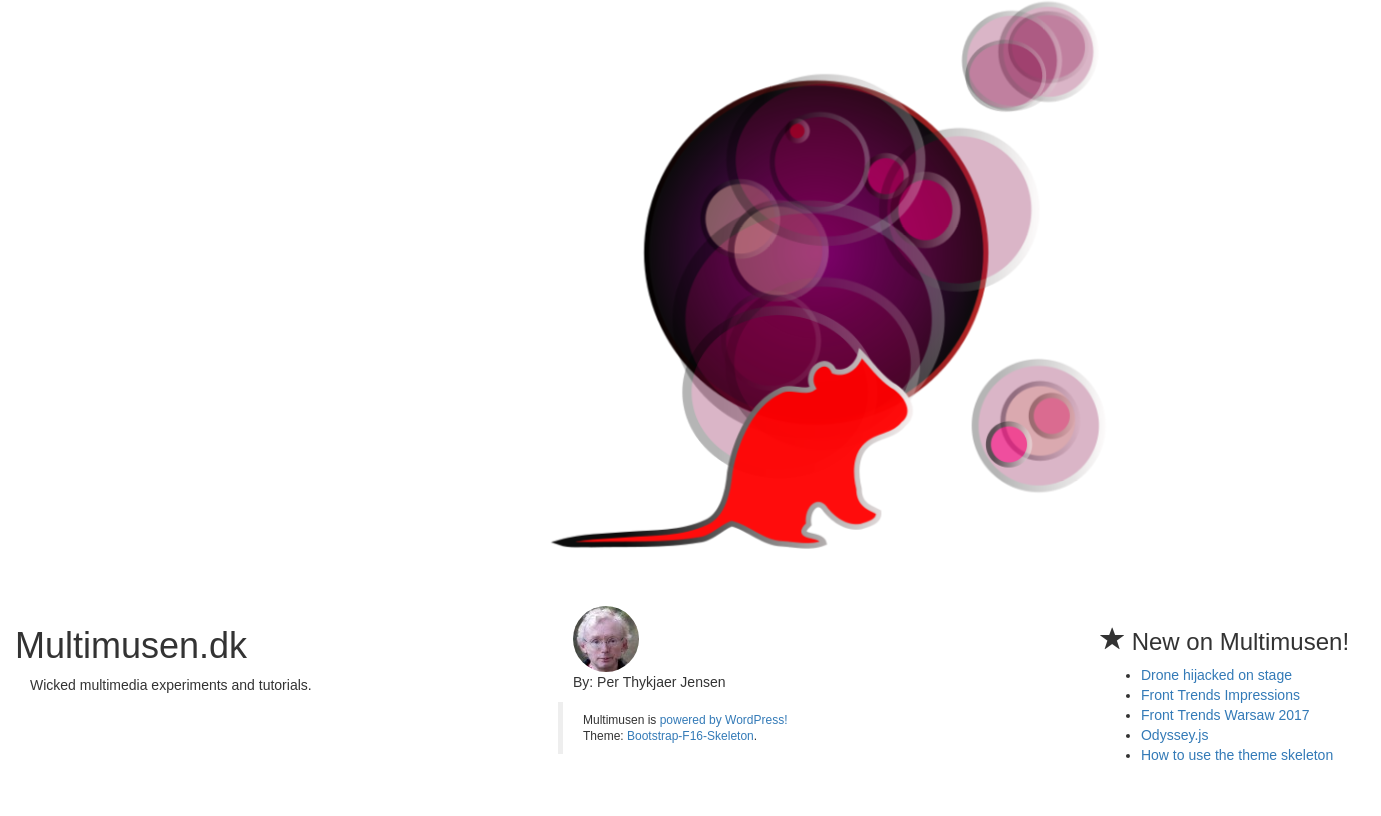 Multimusen.dk
Wicked multimedia experiments and tutorials.
By: Per Thykjaer Jensen
Multimusen is powered by WordPress!
Theme: Bootstrap-F16-Skeleton.
★ New on Multimusen!
• Drone hijacked on stage
• Front Trends Impressions
• Front Trends Warsaw 2017
• Odyssey.js
• How to use the theme skeleton